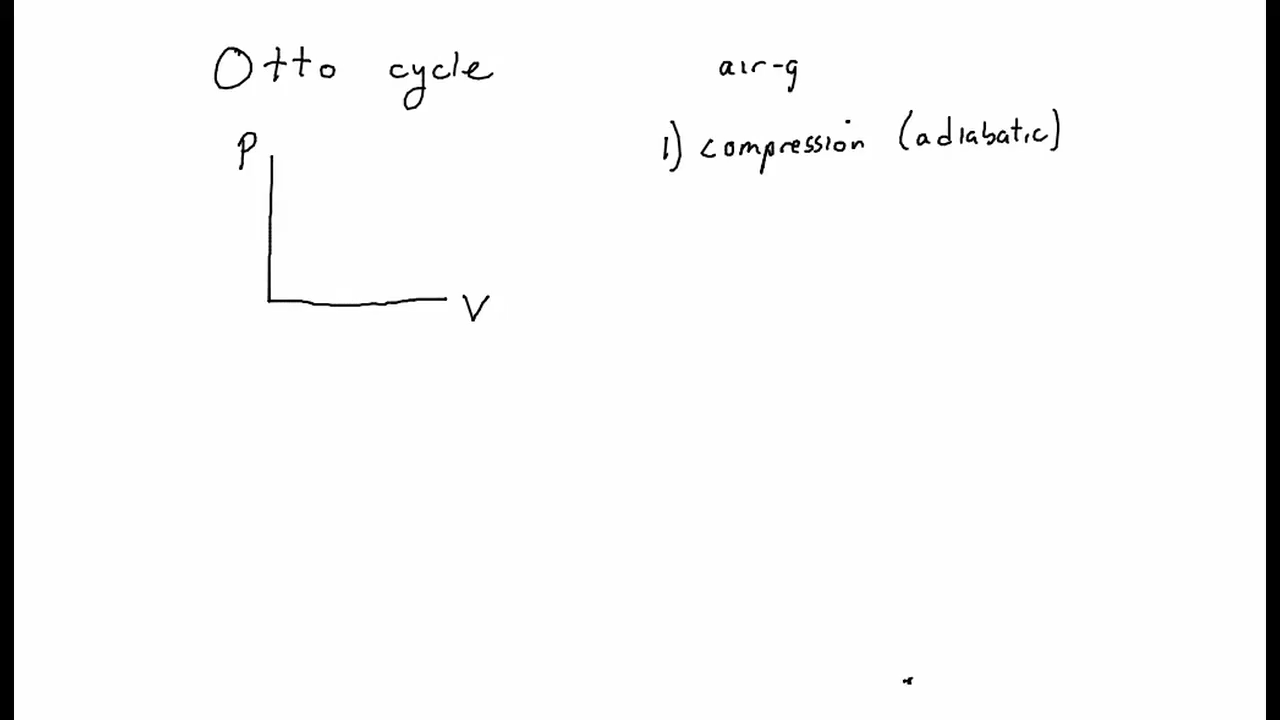 Otto cycle
P
V
air-g
1) compression (adiabatic)